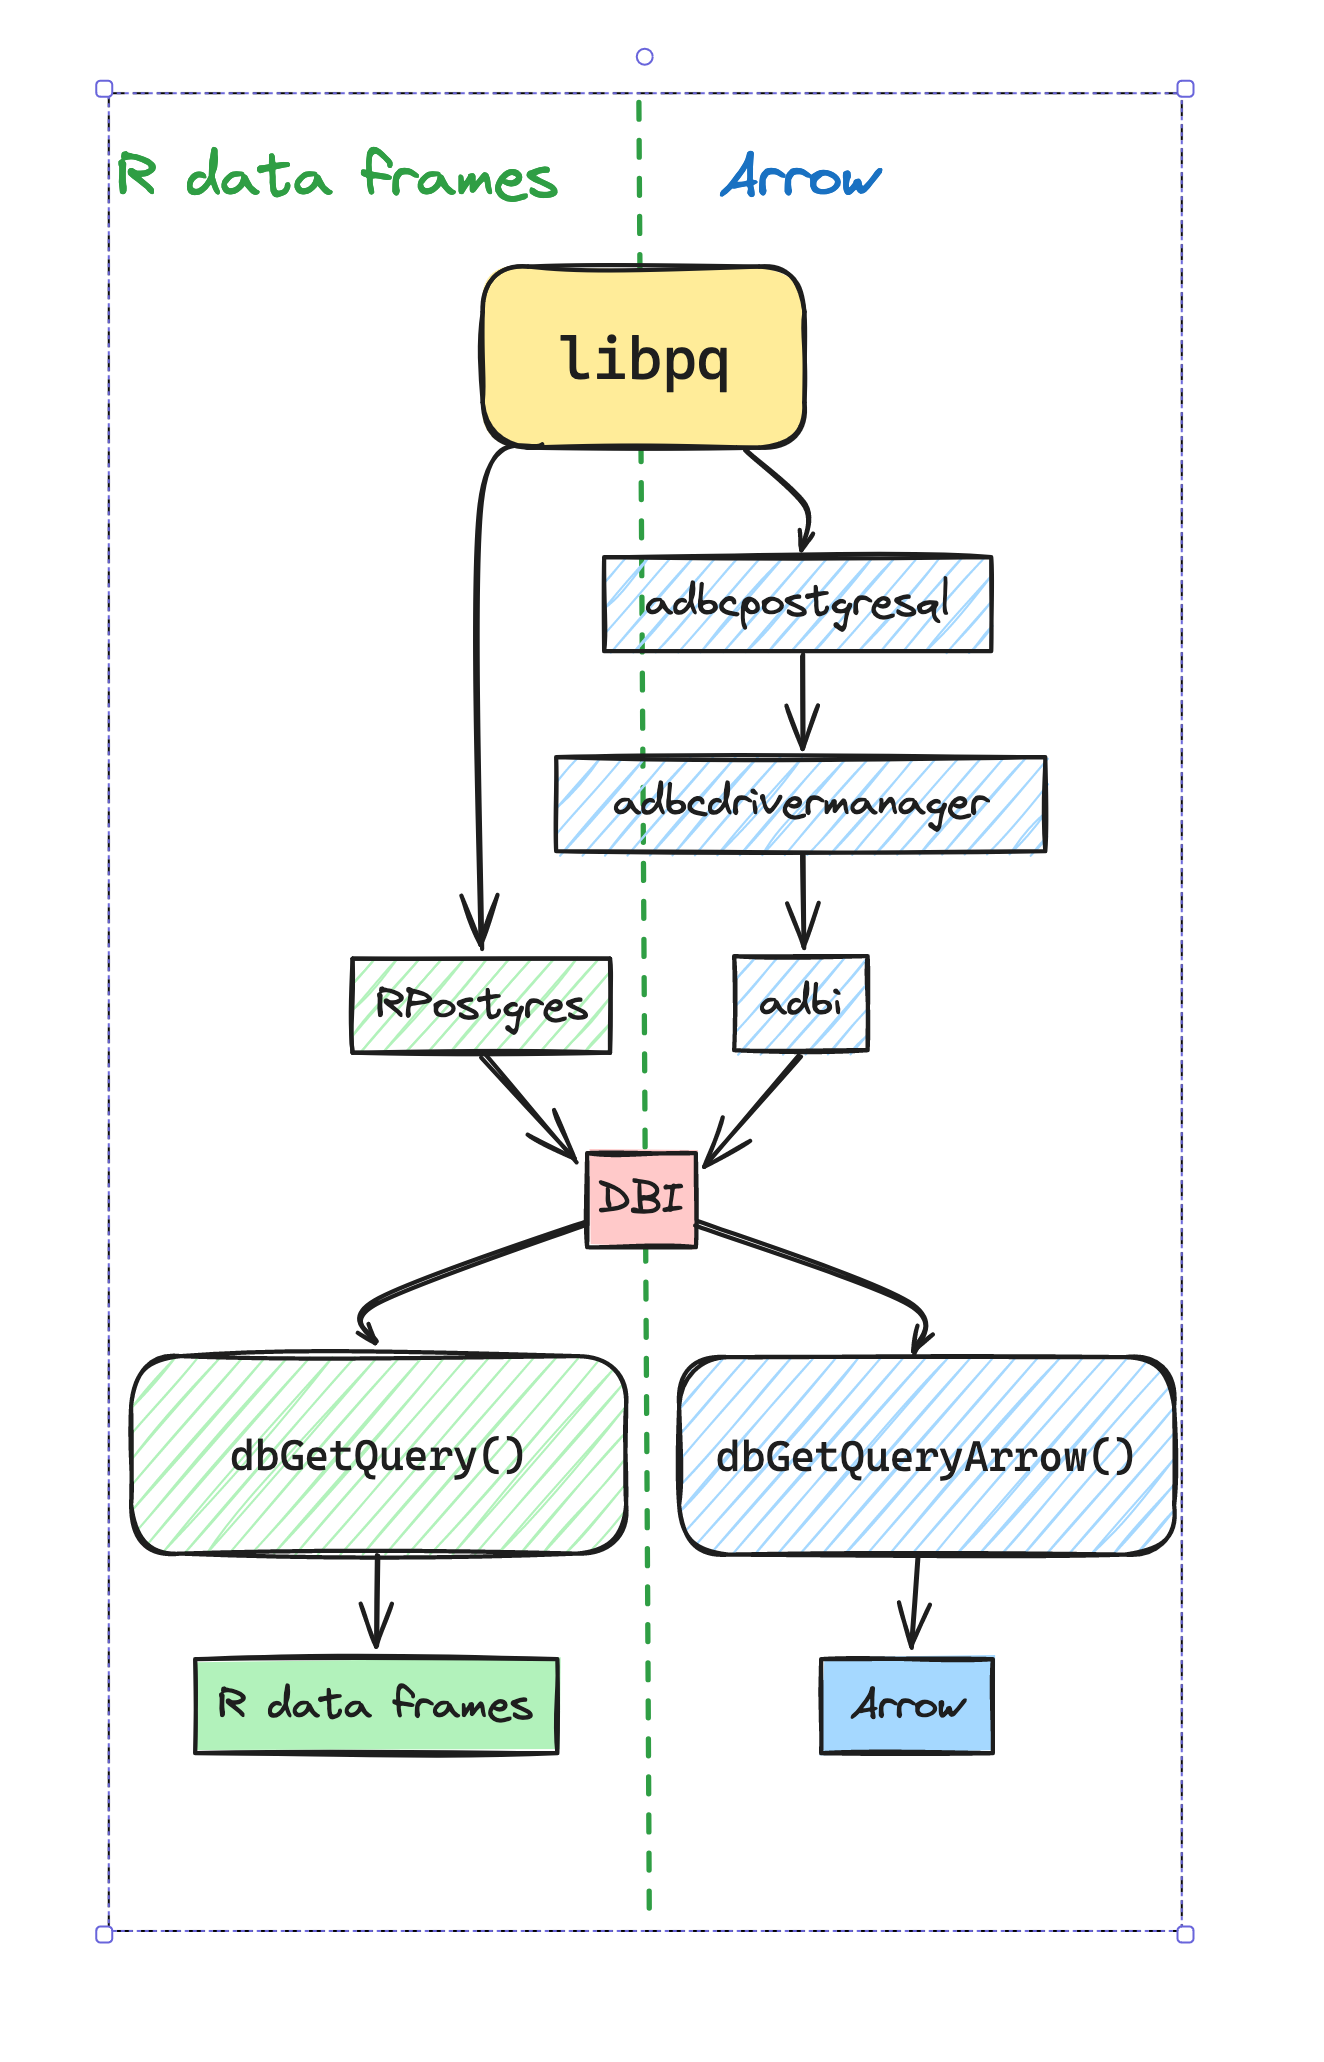 R data frames
Arrow
libpq
adbcpostgresql
adbcdrivermanager
RPostgres
adbi
DBI
dbGetQuery()
dbGetQueryArrow()
R data frames
Arrow